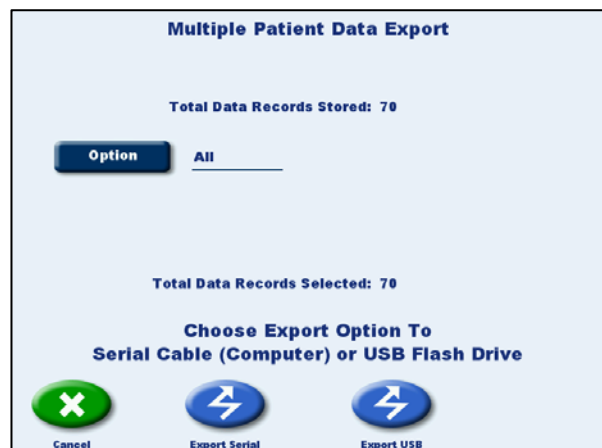 Multiple Patient Data Export
Total Data Records Stored: 70
Option All
Total Data Records Selected: 70
Choose Export Option To
Serial Cable (Computer) or USB Flash Drive
Cancel Export Serial Export USB